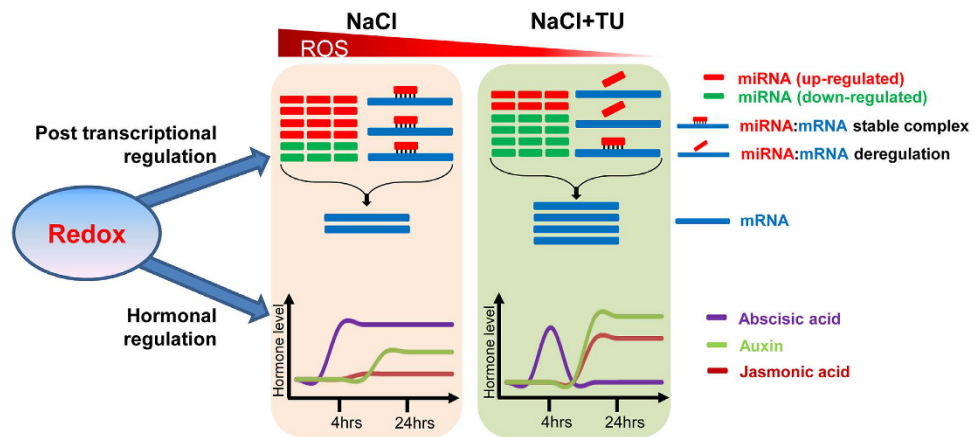 NaCl
NaCl+TU
ROS
Post transcriptional
regulation
Redox
Hormonal
regulation
Hormone level
4hrs
24hrs
Hormone level
4hrs
24hrs
miRNA (up-regulated)
miRNA (down-regulated)
miRNA:mRNA stable complex
miRNA:mRNA deregulation
mRNA
Abscisic acid
Auxin
Jasmonic acid